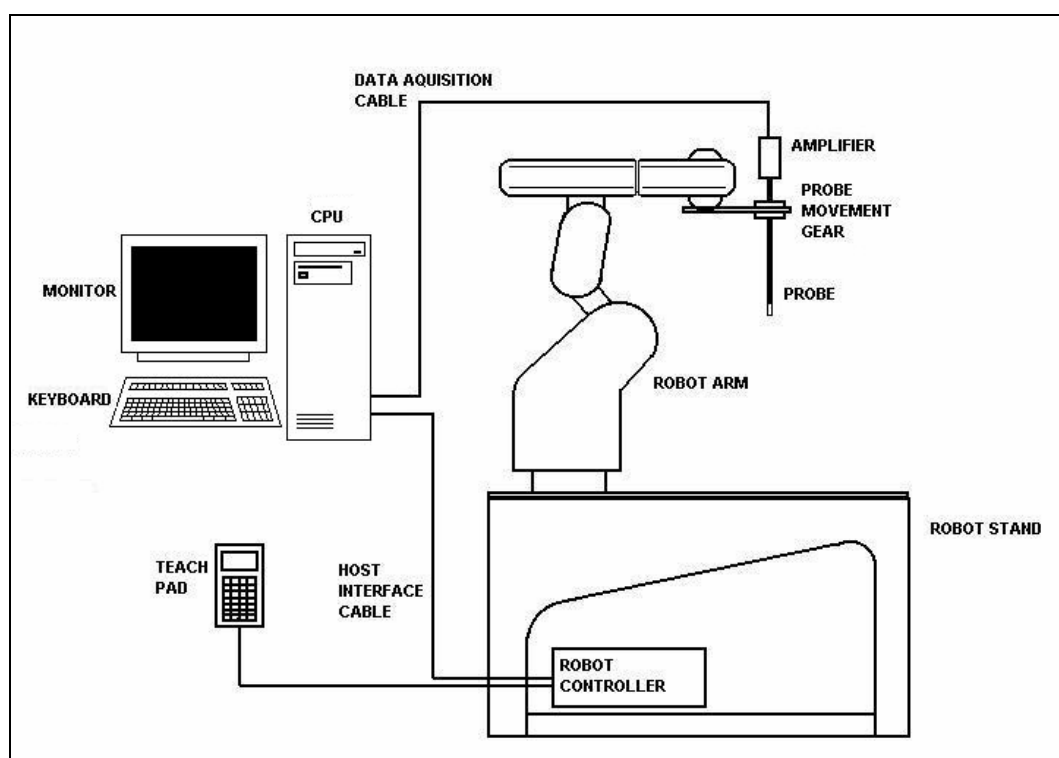 DATA AQUISITION
CABLE
AMPLIFIER
PROBE
MOVEMENT
GEAR
CPU
MONITOR
PROBE
KEYBOARD
ROBOT ARM
ROBOT STAND
TEACH
PAD
HOST
INTERFACE
CABLE
ROBOT
CONTROLLER